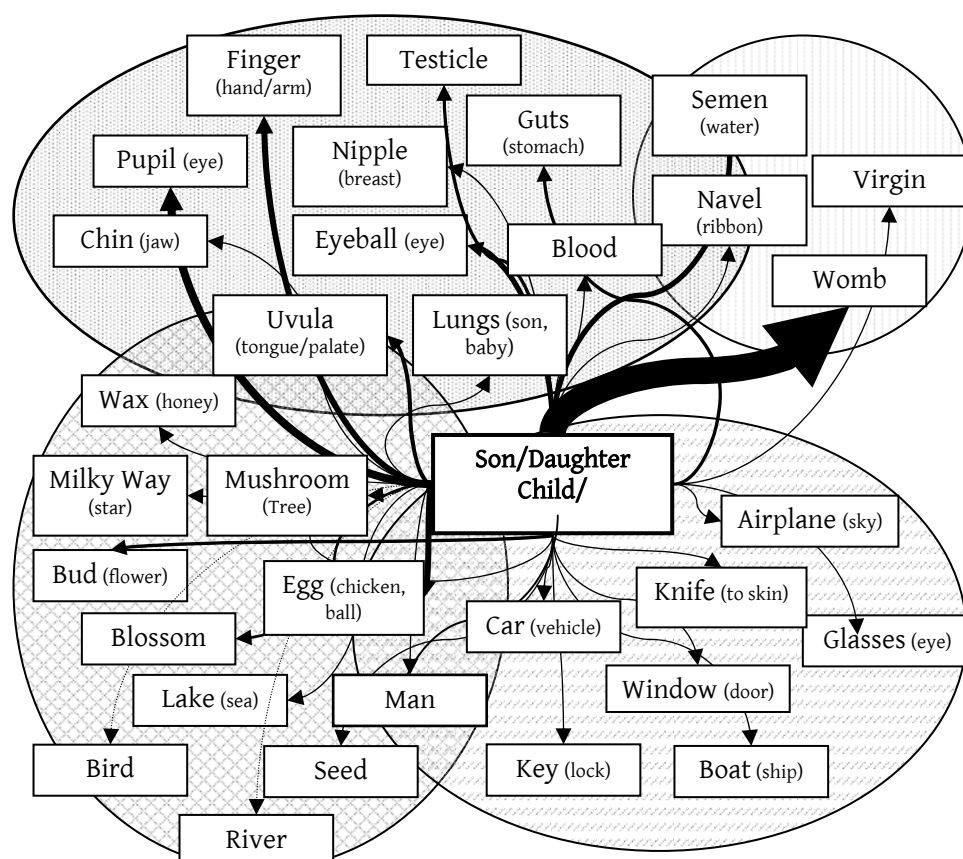 Finger
(hand/arm)
Testicle
Semen
(water)
Guts
(stomach)
Pupil (eye)
Nipple
(breast)
Virgin
Navel
(ribbon)
Chin (jaw)
Eyeball (eye)
Blood
Womb
Uvula
(tongue/palate)
Lungs (son,
baby)
Wax (honey)
Son/Daughter
Child/
Milky Way
(star)
Mushroom
(Tree)
Airplane (sky)
Bud (flower)
Egg (chicken,
ball)
Knife (to skin)
Blossom
Car (vehicle)
Glasses (eye)
Lake (sea)
Man
Window (door)
Bird
Seed
Key (lock)
Boat (ship)
River